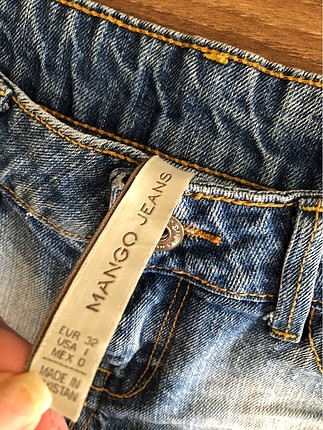 MANGO JEANS
EUR 32
USA 1
MEX 0
MADE IN